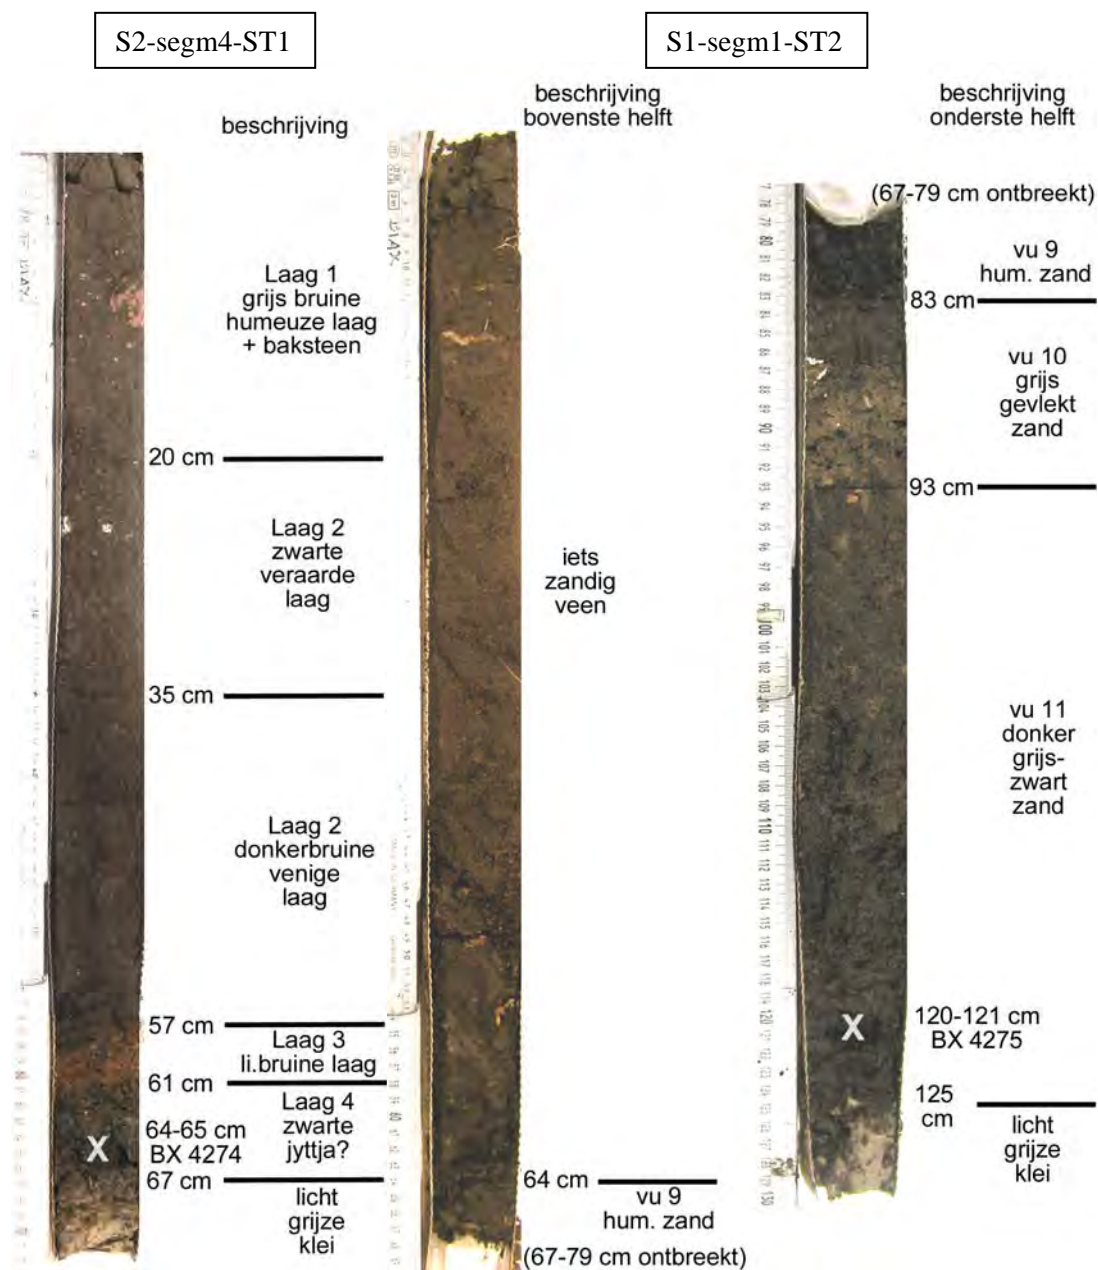 S2-segm4-ST1
S1-segm1-ST2
beschrijving
Laag 1
grijs bruine
humeuze laag
+ baksteen
20 cm
Laag 2
zwarte
veraarde
laag
35 cm
Laag 2
donkerbruine
venige
laag
57 cm
Laag 3
li.bruine laag
61 cm
Laag 4
zwarte
jyttja?
64-65 cm
BX 4274
X
67 cm
licht
grijze
klei
beschrijving
bovenste helft
iets
zandig
veen
64 cm
vu 9
hum. zand
(67-79 cm ontbreekt)
beschrijving
onderste helft
(67-79 cm ontbreekt)
vu 9
hum. zand
83 cm
vu 10
grijs
gevlekt
zand
93 cm
vu 11
donker
grijs-
zwart
zand
X
120-121 cm
BX 4275
125
cm
licht
grijze
klei